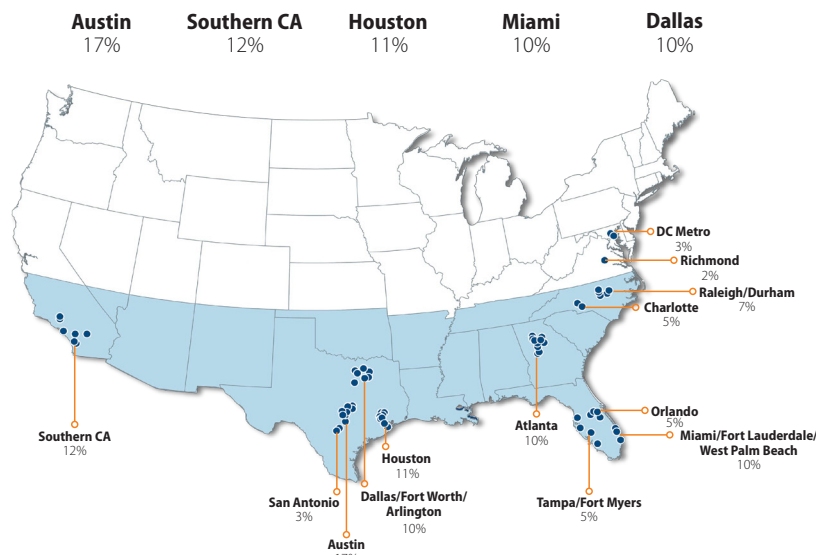 Austin Southern CA Houston Miami Dallas
17% 12% 11% 10% 10%
DC Metro
3%
Richmond
2%
Raleigh/Durham
7%
Charlotte
5%
Orlando
5%
Atlanta
10%
Miami/Fort Lauderdale/
West Palm Beach
10%
Southern CA
12%
Houston
11%
San Antonio
3%
Dallas/Fort Worth/
Arlington
10%
Tampa/Fort Myers
5%
Austin